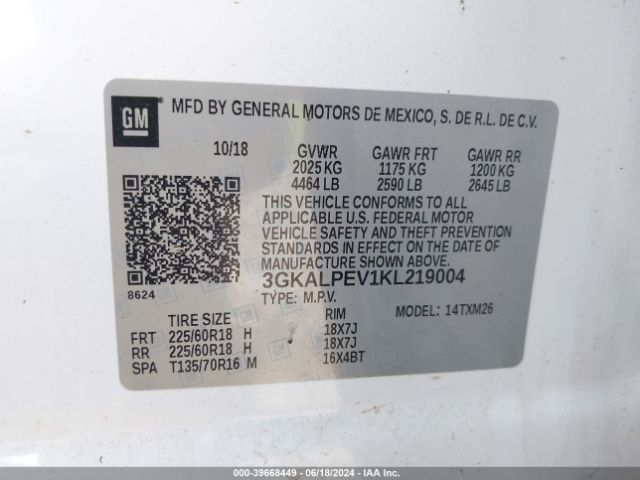 GM ®
MFD BY GENERAL MOTORS DE MEXICO, S. DE R.L. DE C.V.
10/18 GVWR GAWR FRT GAWR RR
2025 KG 1175 KG 1200 KG
4464 LB 2590 LB 2645 LB
THIS VEHICLE CONFORMS TO ALL
APPLICABLE U.S. FEDERAL MOTOR
VEHICLE SAFETY AND THEFT PREVENTION
STANDARDS IN EFFECT ON THE DATE OF
MANUFACTURE SHOWN ABOVE.
8624 3GKALPEV1KL219004
TYPE: M.P.V. MODEL: 14TXM26
TIRE SIZE RIM
FRT 225/60R18 H 18X7J
RR 225/60R18 H 18X7J
SPA T135/70R16 M 16X4BT
000-39668449 - 06/18/2024 - IAAI.COM